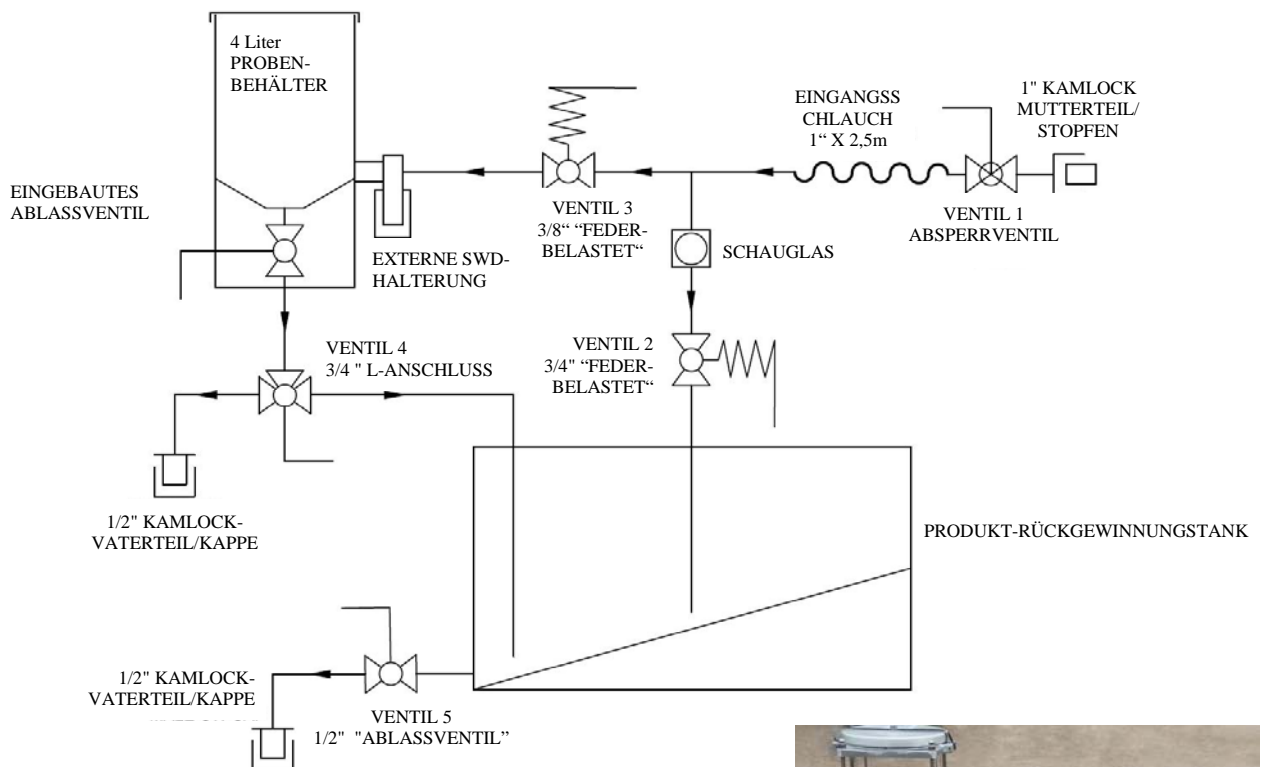 4 Liter
PROBEN-
BEHÄLTER
EINGANGSS
CHLAUCH
1“ X 2,5m
1" KAMLOCK
MUTTERTEIL/
STOPFEN
EINGEBAUTES
ABLASSVENTIL
VENTIL 3
3/8“ “FEDER-
BELASTET“
VENTIL 1
ABSPERRVENTIL
EXTERNE SWD-
HALTERUNG
SCHAUGLAS
VENTIL 4
3/4 " L-ANSCHLUSS
VENTIL 2
3/4" “FEDER-
BELASTET“
1/2" KAMLOCK-
VATERTEIL/KAPPE
PRODUKT-RÜCKGEWINNUNGSTANK
1/2" KAMLOCK-
VATERTEIL/KAPPE
VENTIL 5
1/2" "ABLASSVENTIL”